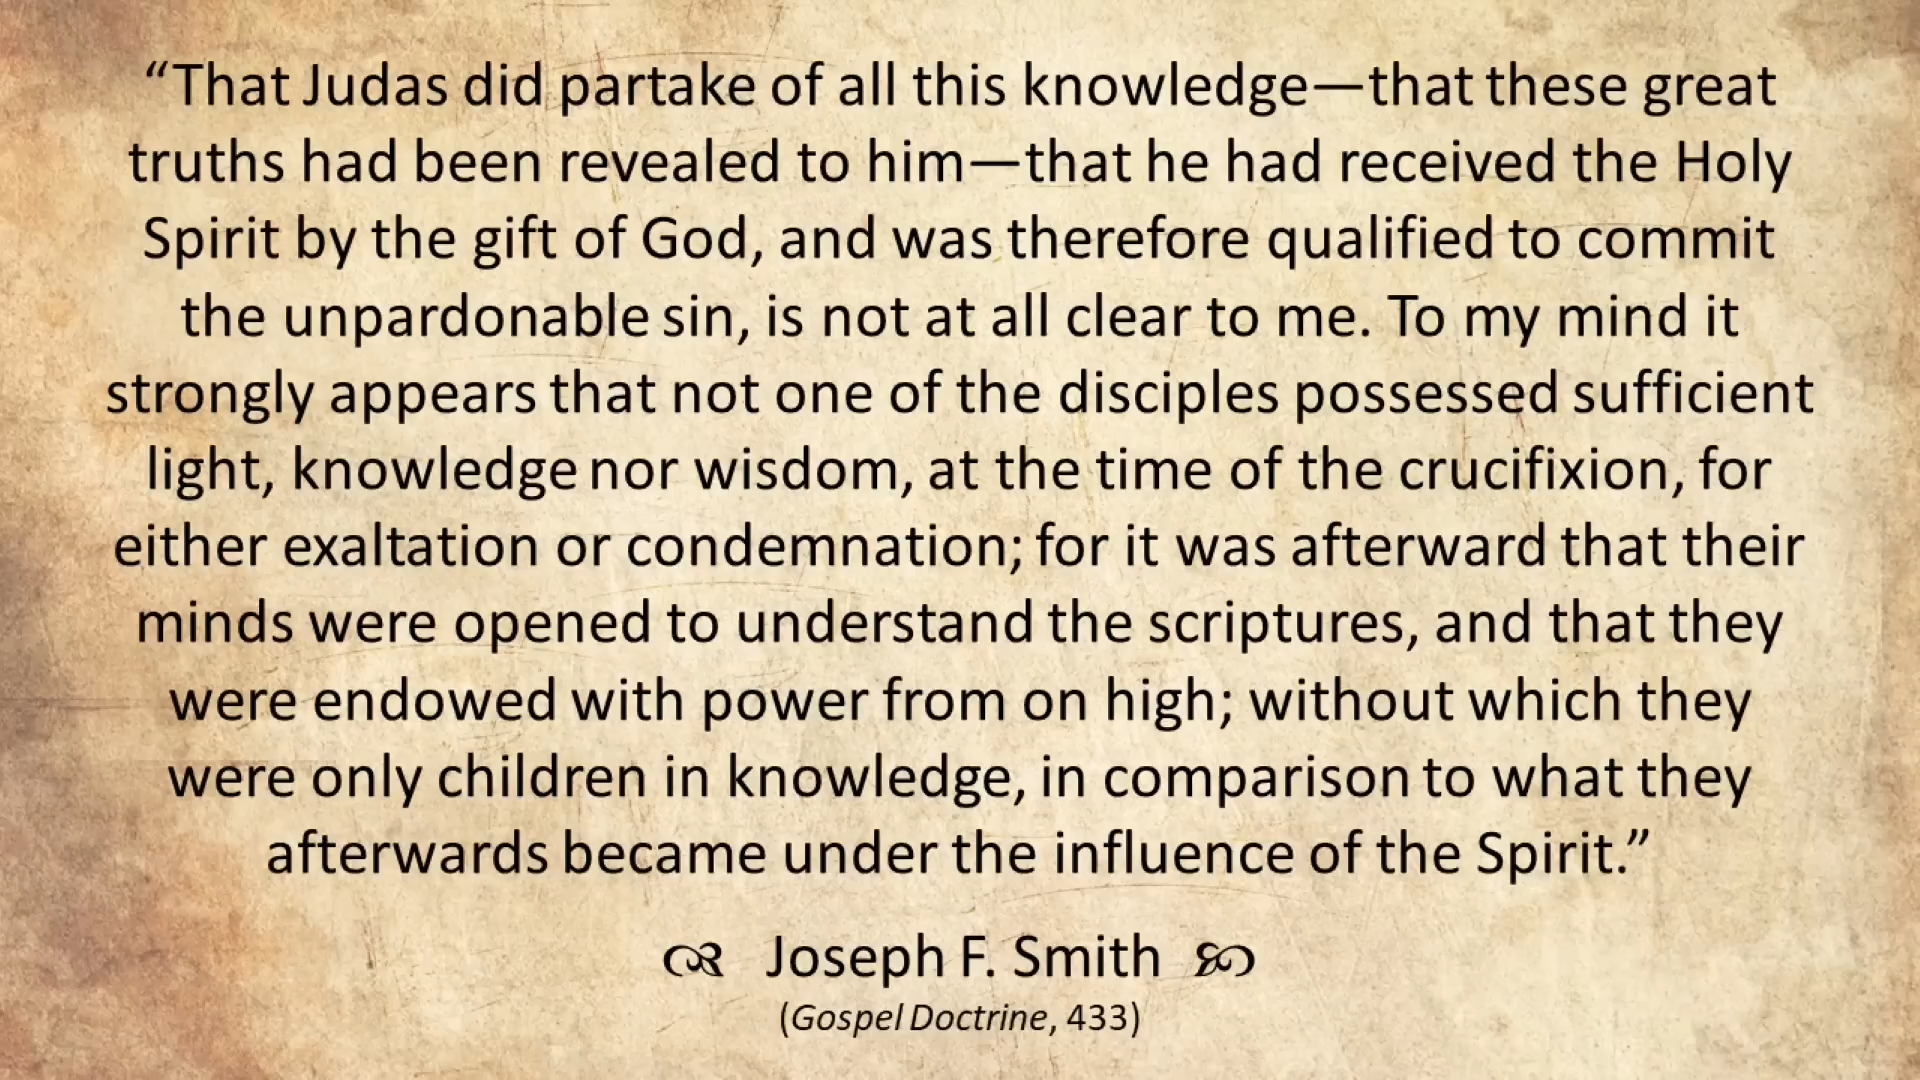 “That Judas did partake of all this knowledge—that these great
truths had been revealed to him—that he had received the Holy
Spirit by the gift of God, and was therefore qualified to commit
the unpardonable sin, is not at all clear to me. To my mind it
strongly appears that not one of the disciples possessed sufficient
light, knowledge nor wisdom, at the time of the crucifixion, for
either exaltation or condemnation; for it was afterward that their
minds were opened to understand the scriptures, and that they
were endowed with power from on high; without which they
were only children in knowledge, in comparison to what they
afterwards became under the influence of the Spirit.”
Joseph F. Smith
(Gospel Doctrine, 433)